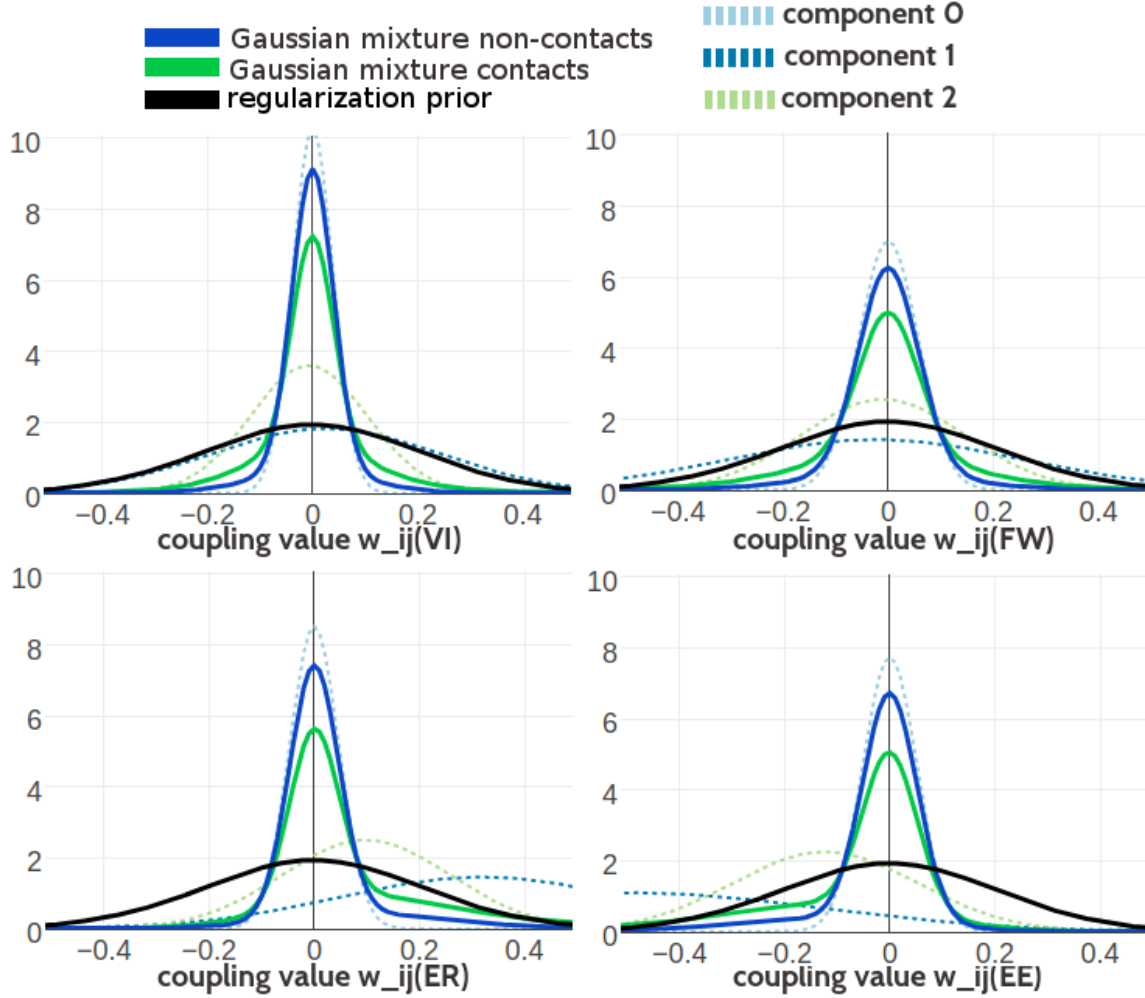 Gaussian mixture non-contacts
Gaussian mixture contacts
regularization prior
component 0
component 1
component 2
10
8
6
4
2
0
−0.4 −0.2 0 0.2 0.4
coupling value w_ij(VI)
10
8
6
4
2
0
−0.4 −0.2 0 0.2 0.4
coupling value w_ij(FW)
10
8
6
4
2
0
−0.4 −0.2 0 0.2 0.4
coupling value w_ij(ER)
10
8
6
4
2
0
−0.4 −0.2 0 0.2 0.4
coupling value w_ij(EE)